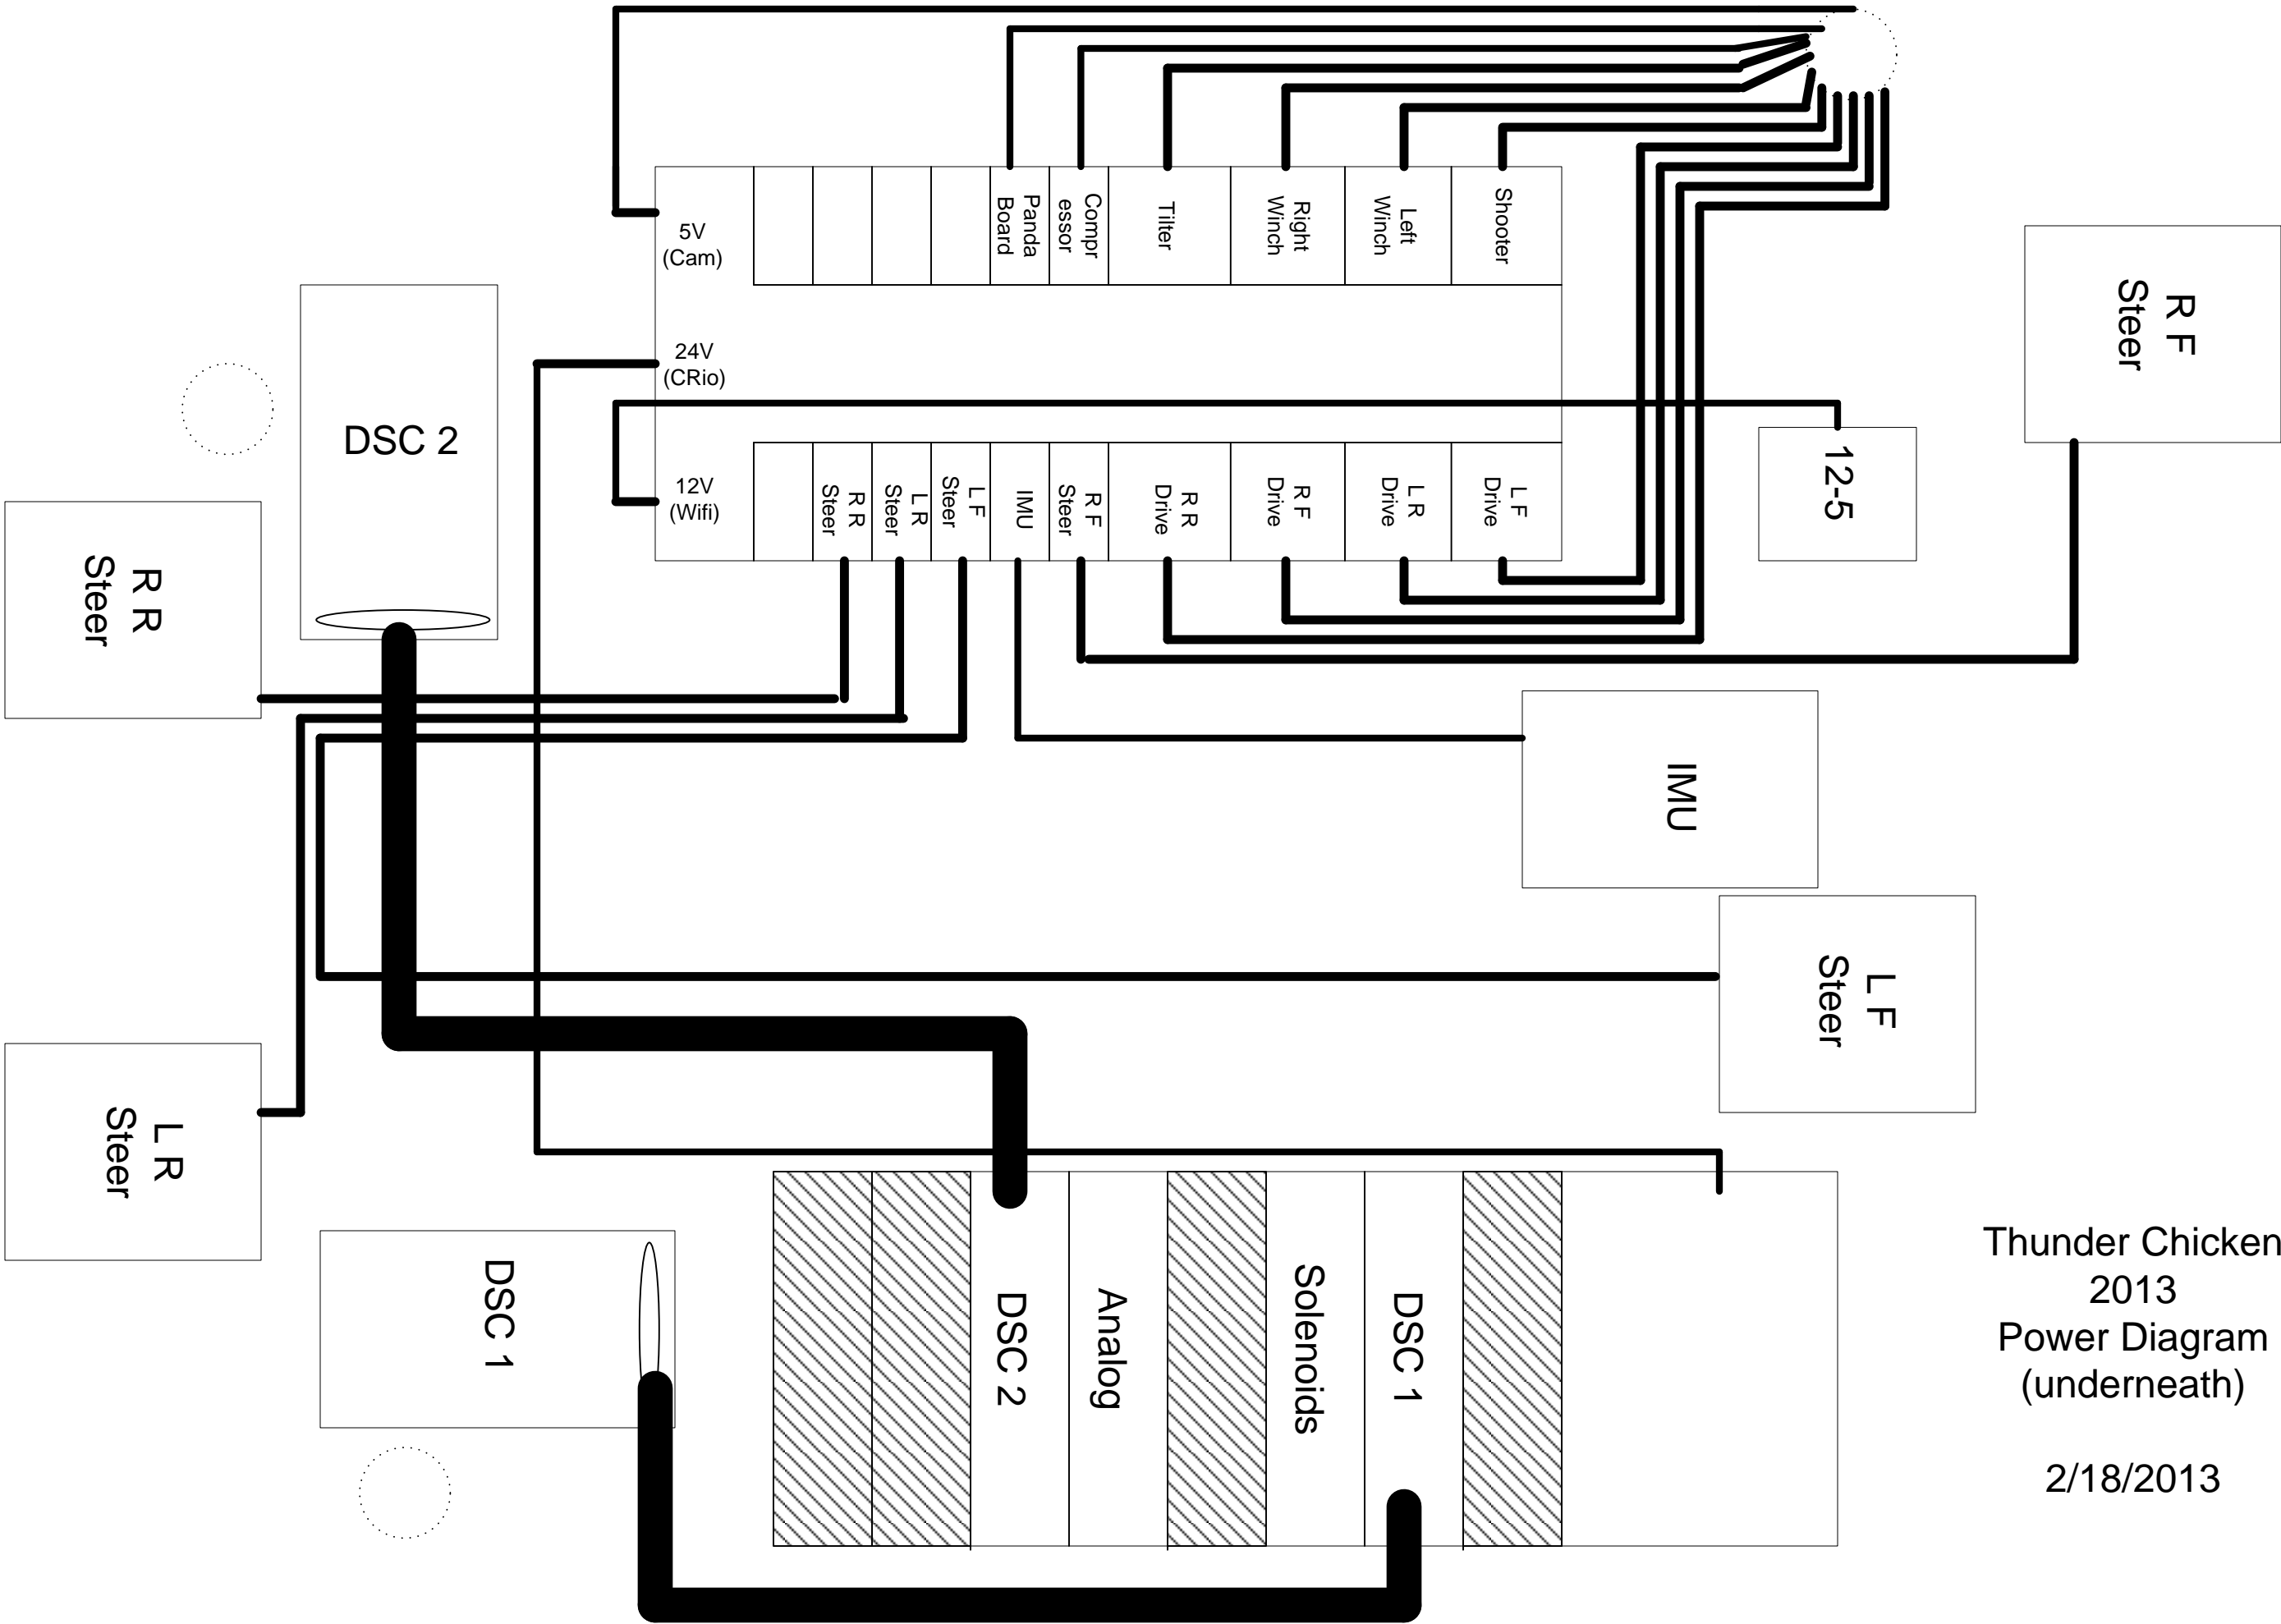 Panda
Board
Compr
essor
Tilter
Right
Winch
Left
Winch
Shooter
5V
(Cam)
24V
(CRio)
12V
(Wifi)
R R
Steer
L R
Steer
L F
Steer
IMU
R F
Steer
R R
Drive
R F
Drive
L R
Drive
L F
Drive
R F
Steer
DSC 2
12-5
R R
Steer
IMU
L F
Steer
L R
Steer
DSC 1
DSC 2
Analog
Solenoids
DSC 1
Thunder Chicken
2013
Power Diagram
(underneath)
2/18/2013